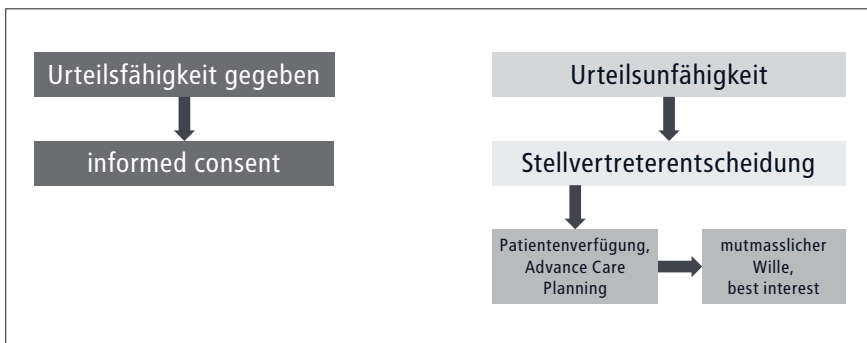 Urteilsfähigkeit gegeben
informed consent
Urteilsunfähigkeit
Stellvertreterentscheidung
Patientenverfügung,
Advance Care
Planning
mutmasslicher
Wille,
best interest